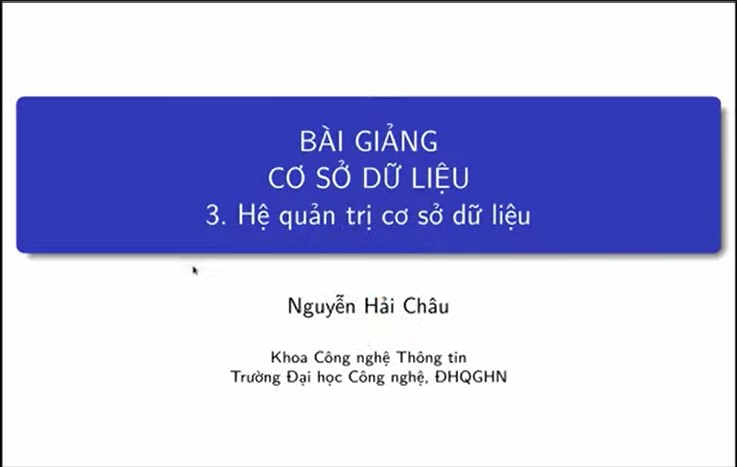 BÀI GIẢNG
CƠ SỞ DỮ LIỆU
3. Hệ quản trị cơ sở dữ liệu
Nguyễn Hải Châu
Khoa Công nghệ Thông tin
Trường Đại học Công nghệ, ĐHQGHN